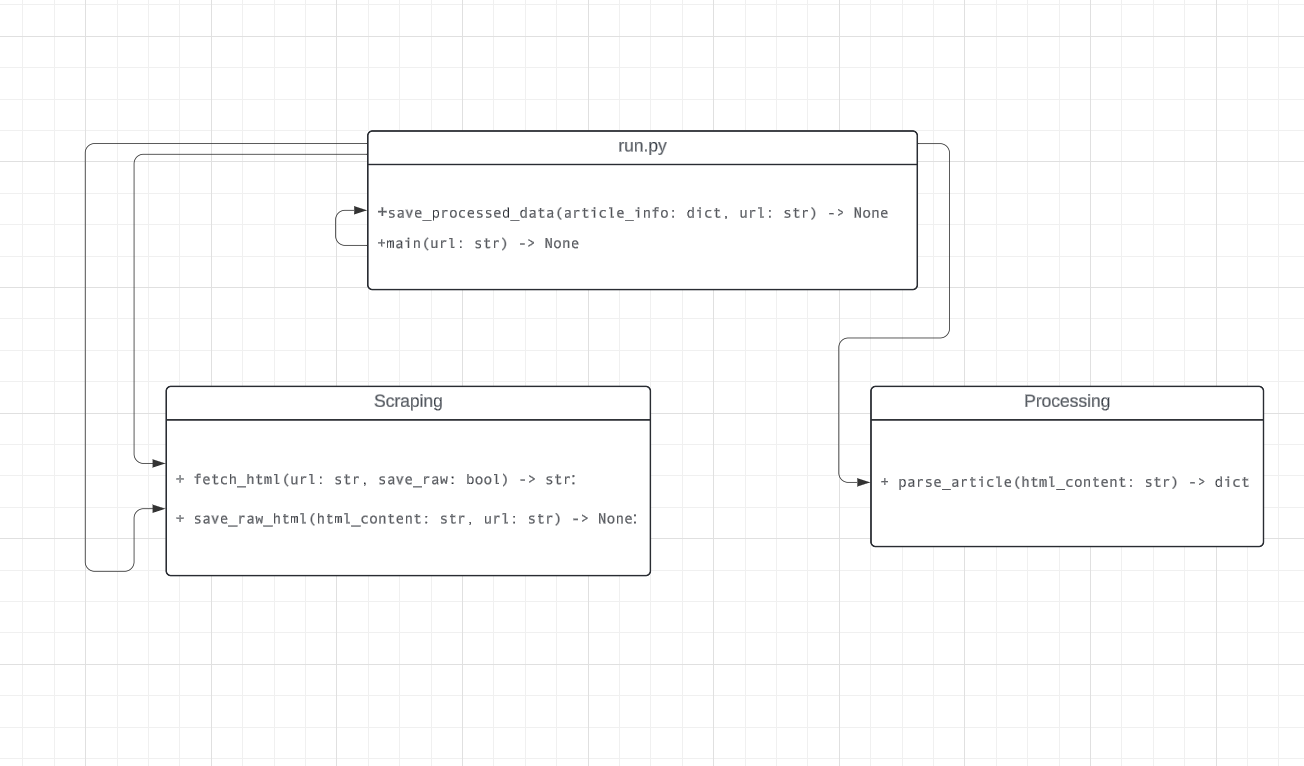 run.py
+save_processed_data(article_info: dict, url: str) -> None
+main(url: str) -> None
Scraping
+ fetch_html(url: str, save_raw: bool) -> str:
+ save_raw_html(html_content: str, url: str) -> None:
Processing
+ parse_article(html_content: str) -> dict